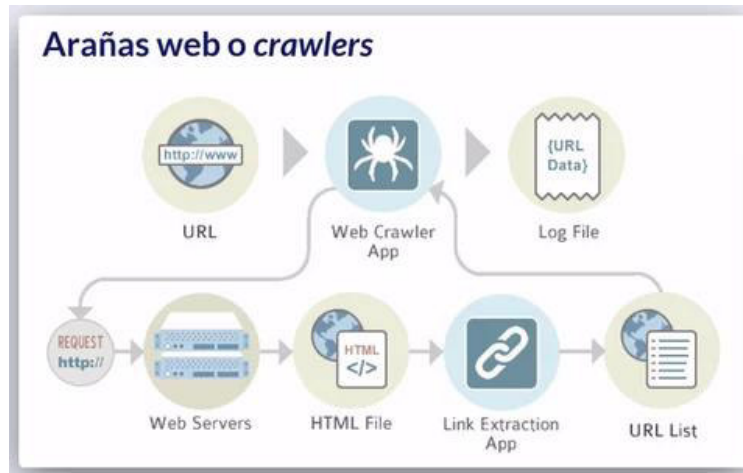 Arañas web o crawlers
http://www
{URL
Data}
URL
Web Crawler
App
Log File
REQUEST
http://
HTML
</>
Web Servers
HTML File
Link Extraction
App
URL List